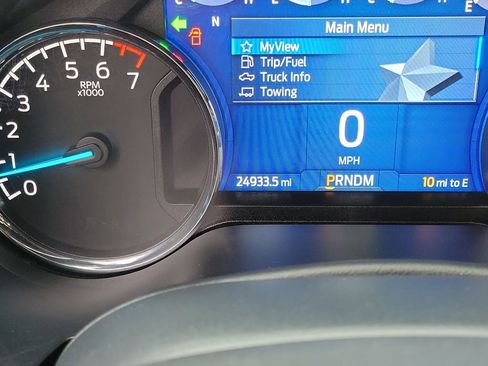 N
E
Main Menu
MyView
Trip/Fuel
Truck Info
Towing
0
MPH
24933.5 mi
PRNDM
10 mi to E
0
1
2
3
4
5
6
7
RPM
x1000